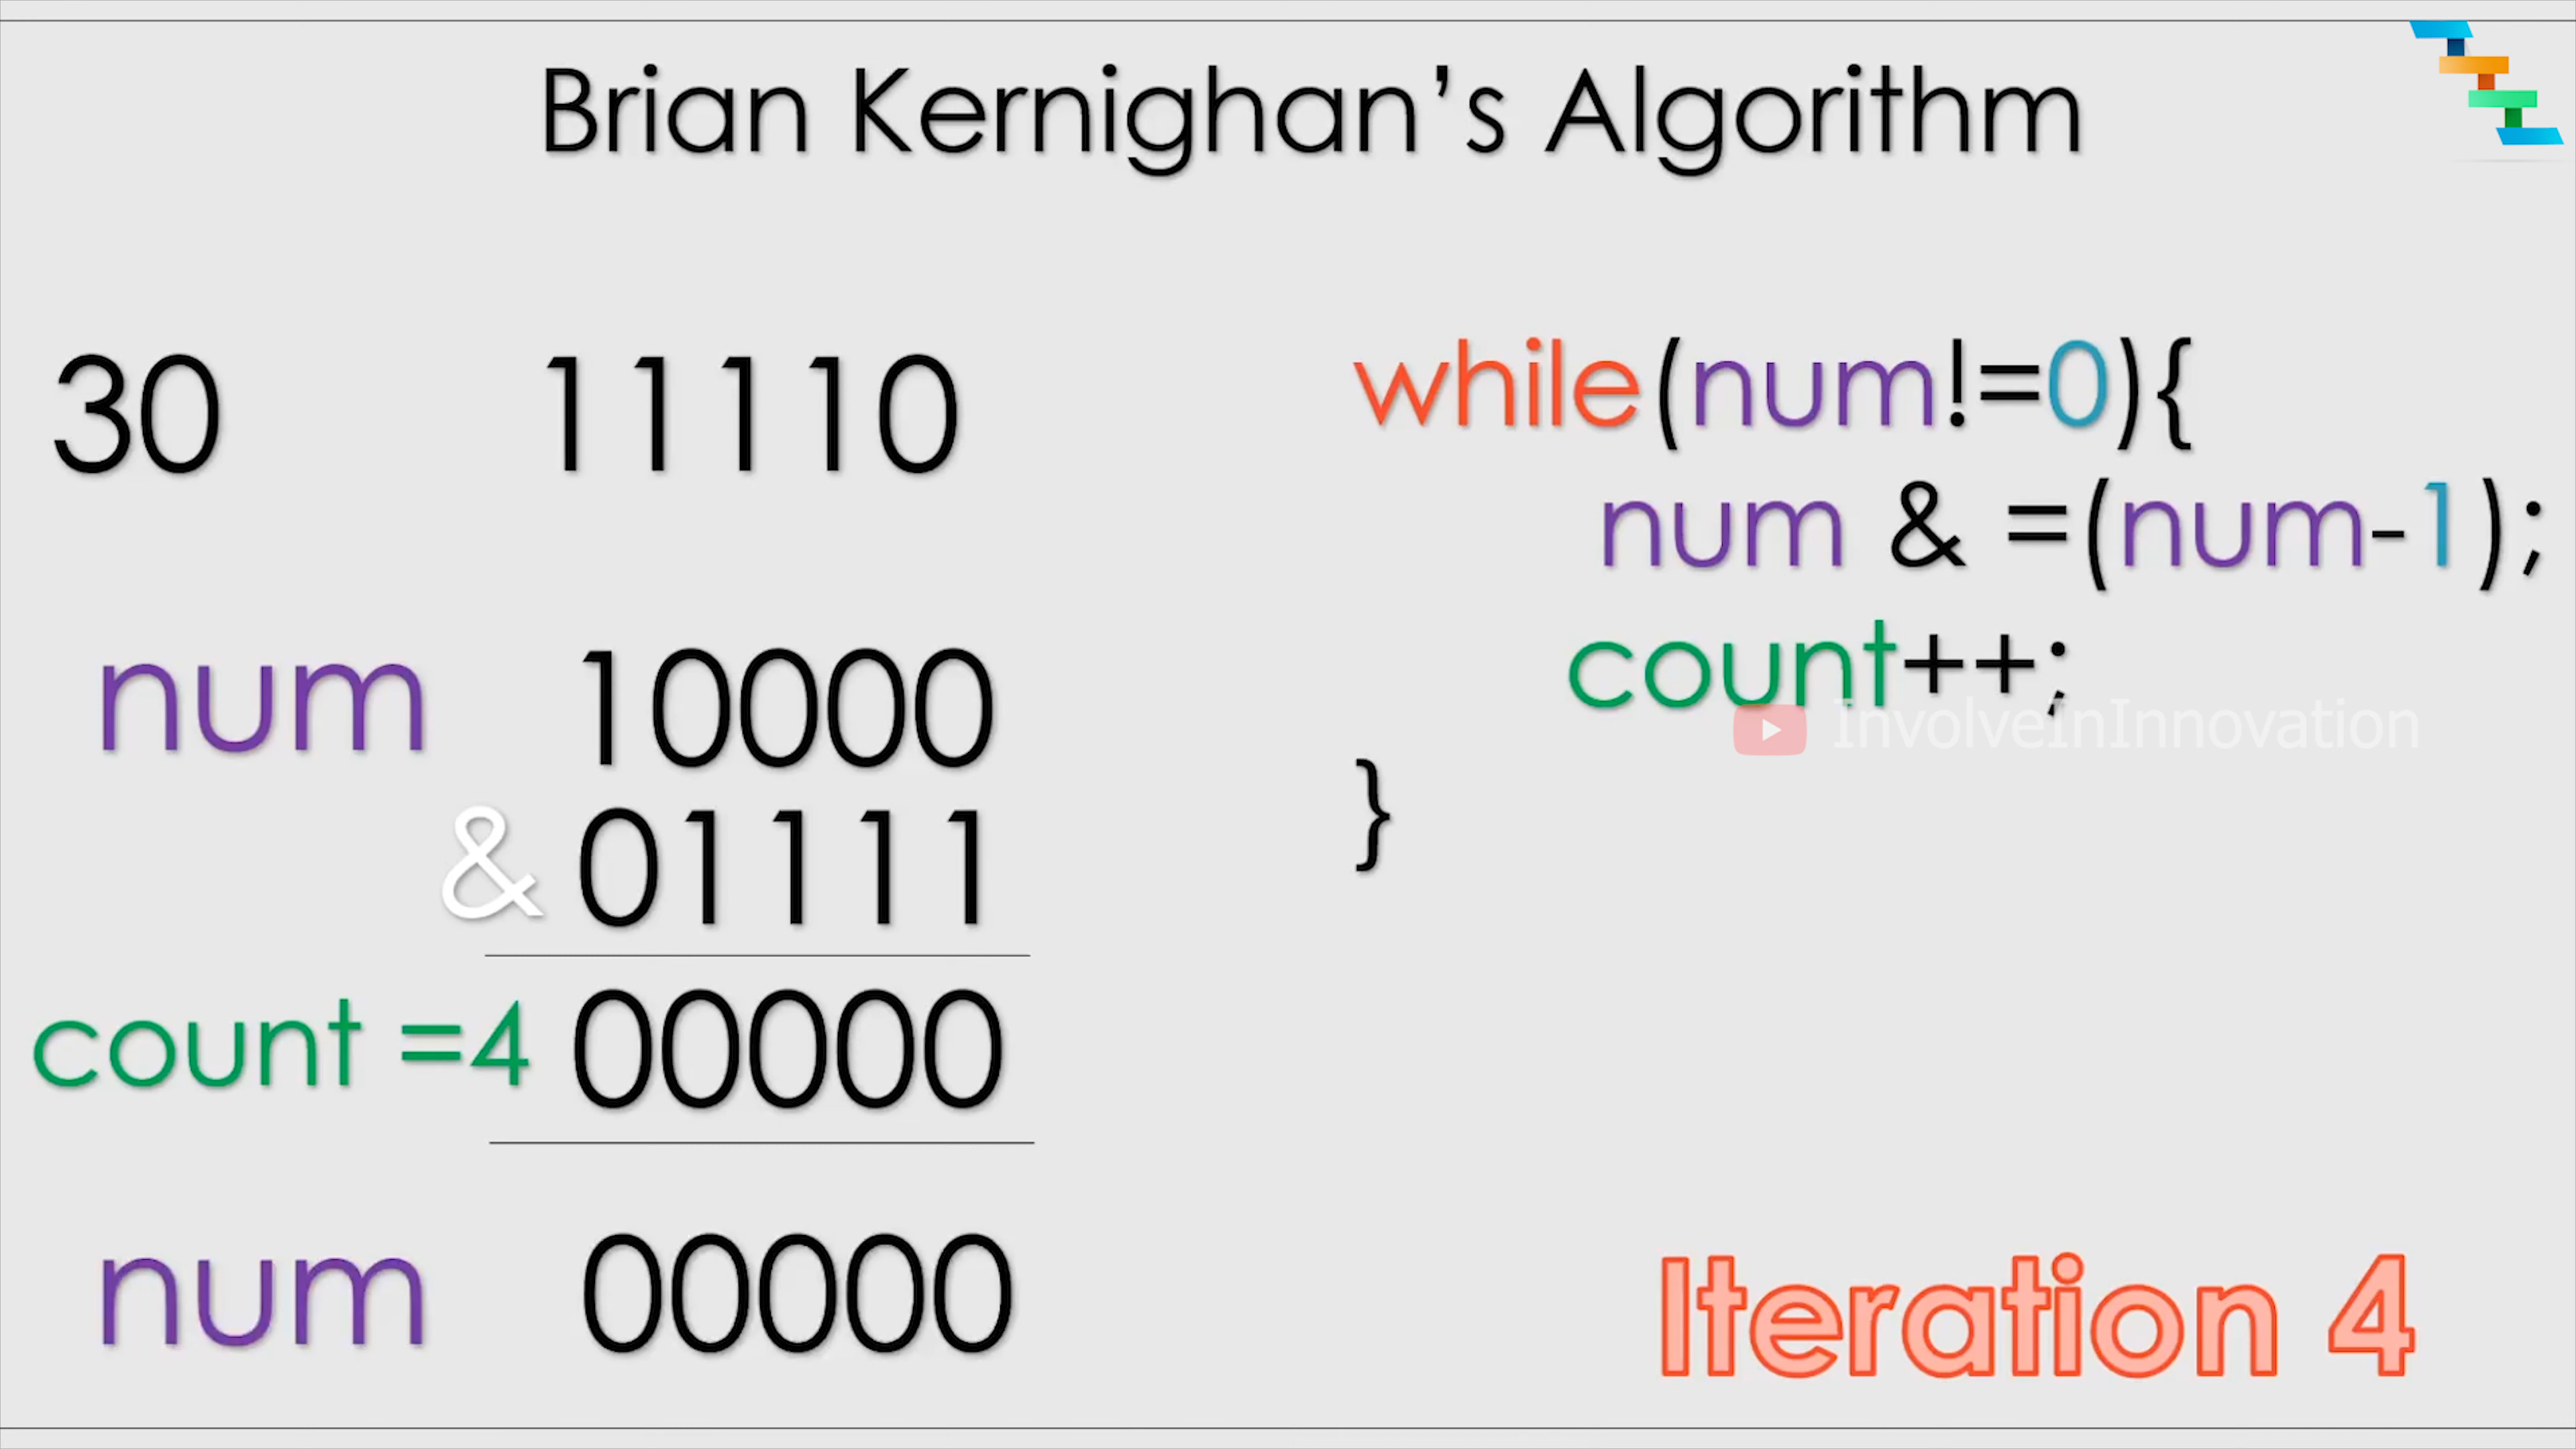 Brian Kernighan’s Algorithm
30 11110
while(num!=0){
num & =(num-1);
count++;
}
InvolveInInnovation
num 10000
& 01111
count =4 00000
num 00000
Iteration 4